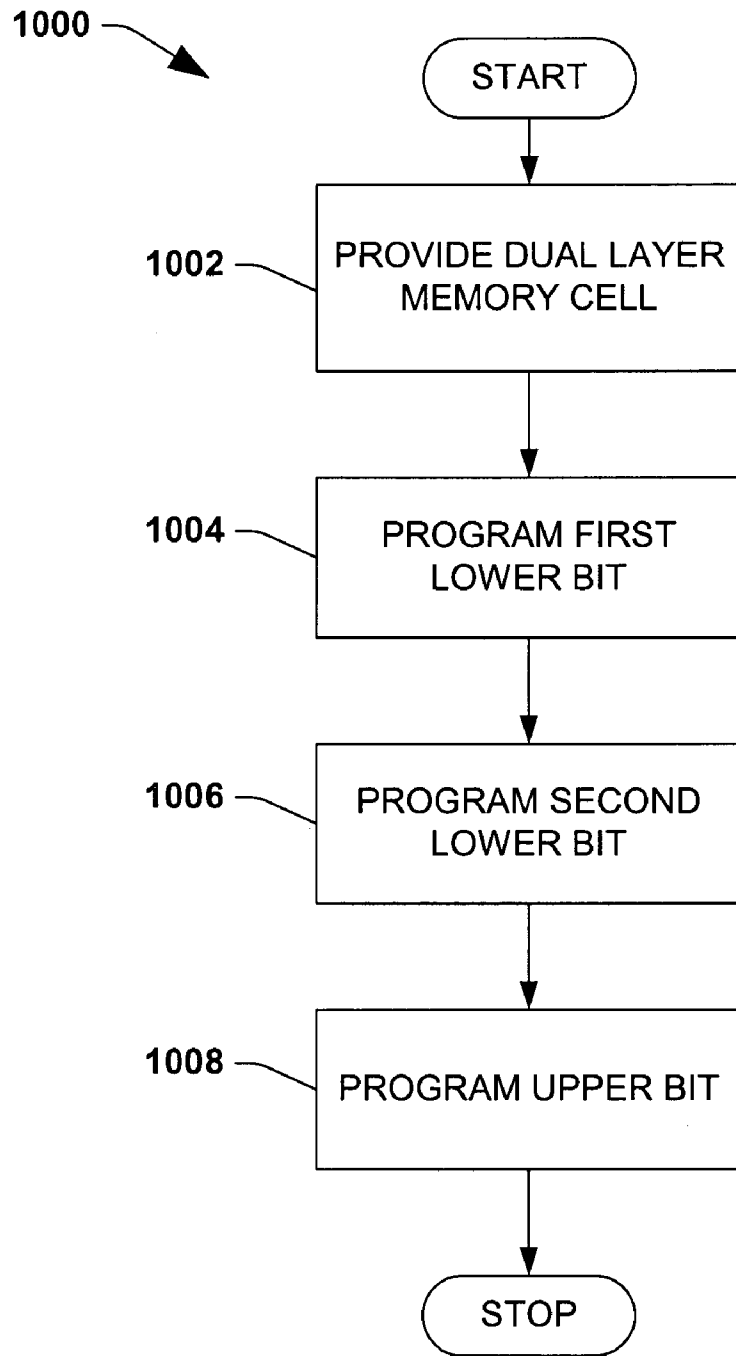 1000
START
1002
PROVIDE DUAL LAYER
MEMORY CELL
1004
PROGRAM FIRST
LOWER BIT
1006
PROGRAM SECOND
LOWER BIT
1008
PROGRAM UPPER BIT
STOP